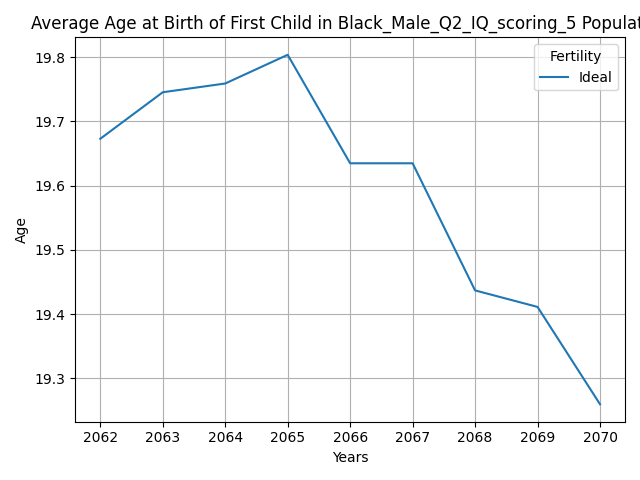 Average Age at Birth of First Child in Black_Male_Q2_IQ_scoring_5 Populat
Fertility
Ideal
19.8
19.7
19.6
19.5
19.4
19.3
Age
2062 2063 2064 2065 2066 2067 2068 2069 2070
Years